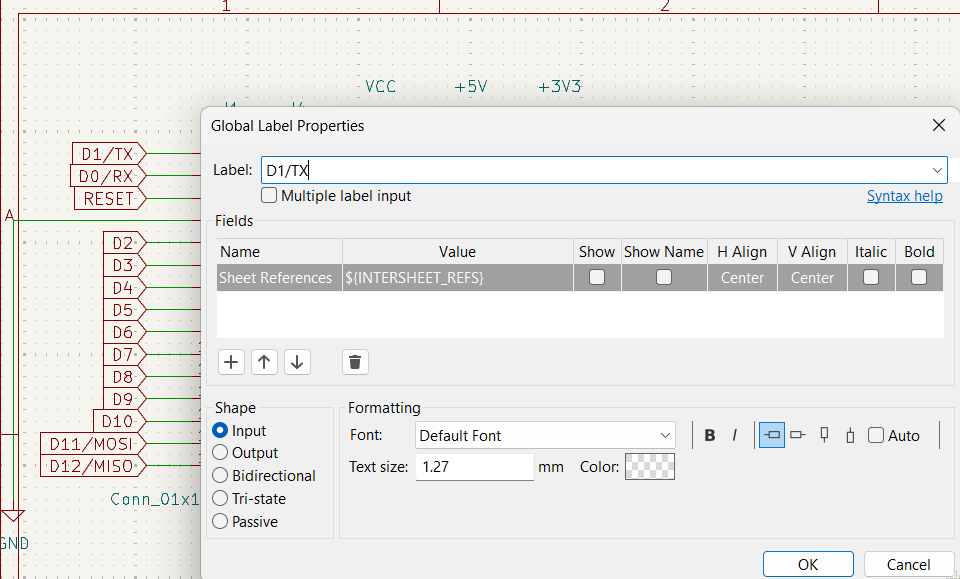 1 2
VCC +5V +3V3
Global Label Properties
D1/TX
D0/RX
RESET
A
D2
D3
D4
D5
D6
D7
D8
D9
D10
D11/MOSI
D12/MISO
Conn_01x1
GND
Label: D1/TX
Multiple label input Syntax help
Fields
Name Value Show Show Name H Align V Align Italic Bold
Sheet References ${INTERSHEET_REFS} Center Center
Shape
Input
Output
Bidirectional
Tri-state
Passive
Formatting
Font: Default Font B I Auto
Text size: 1.27 mm Color:
OK Cancel